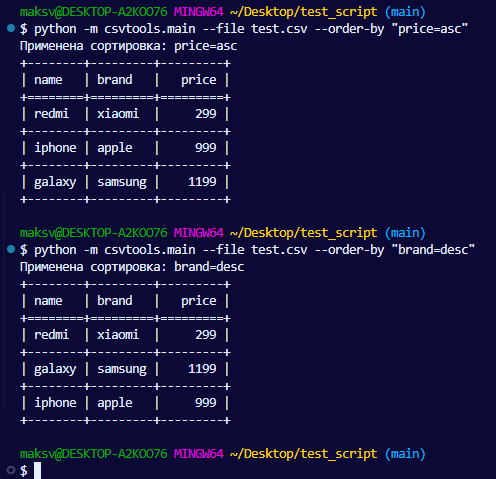 maksv@DESKTOP-A2KOO76 MINGW64 ~/Desktop/test_script (main)
$ python -m csvtools.main --file test.csv --order-by "price=asc"
Применена сортировка: price=asc
+--------+---------+---------+
| name   | brand   |   price |
+========+=========+=========+
| redmi  | xiaomi  |     299 |
+--------+---------+---------+
| iphone | apple   |     999 |
+--------+---------+---------+
| galaxy | samsung |    1199 |
+--------+---------+---------+
maksv@DESKTOP-A2KOO76 MINGW64 ~/Desktop/test_script (main)
$ python -m csvtools.main --file test.csv --order-by "brand=desc"
Применена сортировка: brand=desc
+--------+---------+---------+
| name   | brand   |   price |
+========+=========+=========+
| redmi  | xiaomi  |     299 |
+--------+---------+---------+
| galaxy | samsung |    1199 |
+--------+---------+---------+
| iphone | apple   |     999 |
+--------+---------+---------+
maksv@DESKTOP-A2KOO76 MINGW64 ~/Desktop/test_script (main)
$